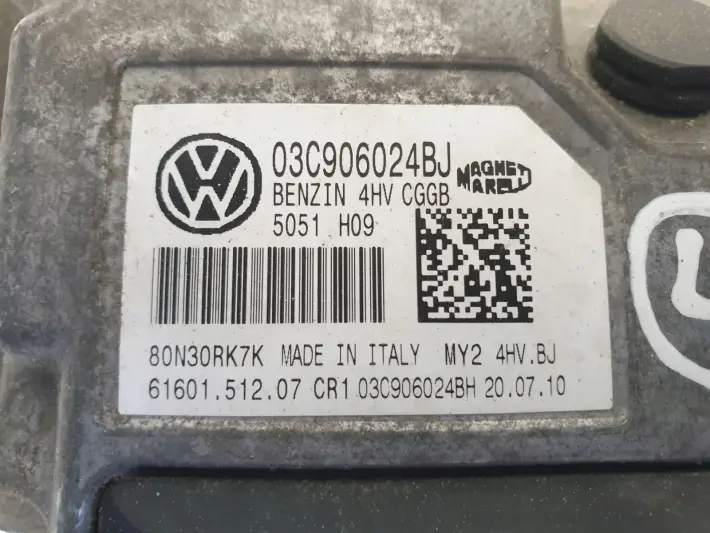 03C906024BJ
BENZIN 4HV CGGB
MAGNETI
MARELLI
5051 H09
80N30RK7K MADE IN ITALY MY2 4HV.BJ
61601.512.07 CR1 03C906024BH 20.07.10